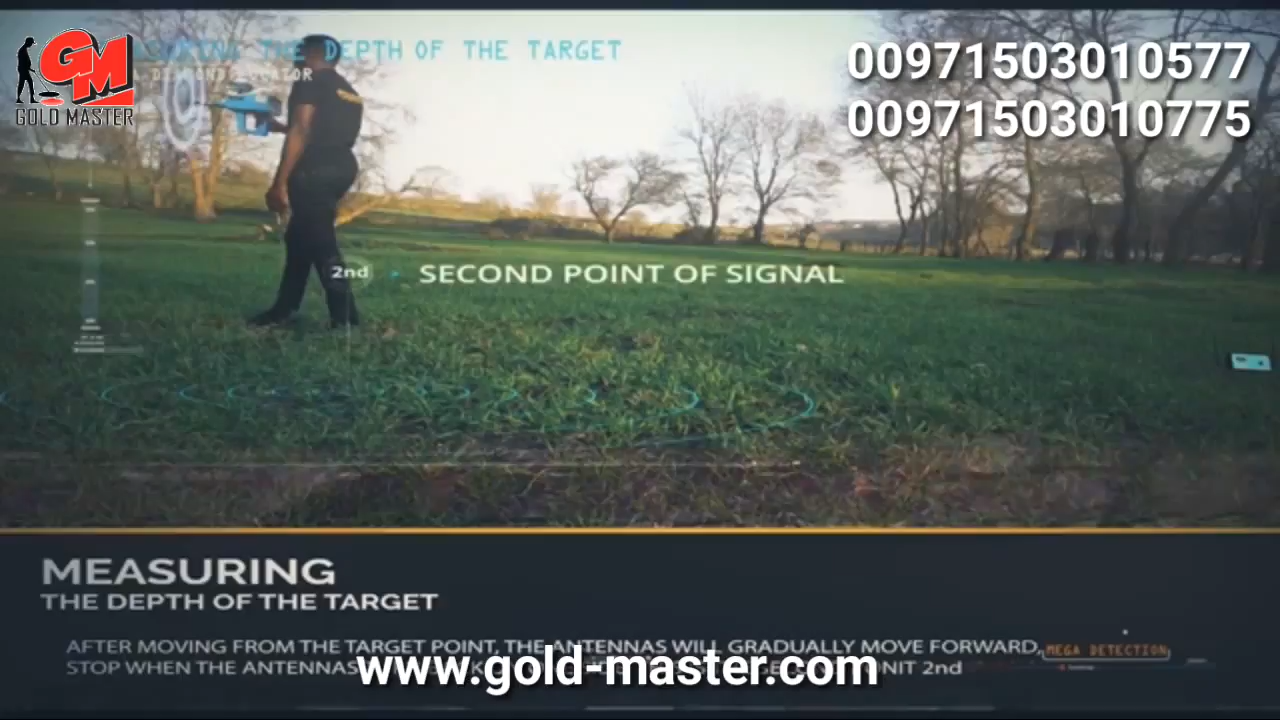 GM
GOLD MASTER
THE DEPTH OF THE TARGET
00971503010577
00971503010775
2nd SECOND POINT OF SIGNAL
MEASURING
THE DEPTH OF THE TARGET
AFTER MOVING FROM THE TARGET POINT, THE ANTENNAS WILL GRADUALLY MOVE FORWARD,
MEGA DETECTION
STOP WHEN THE ANTENNAS 2nd
www.gold-master.com